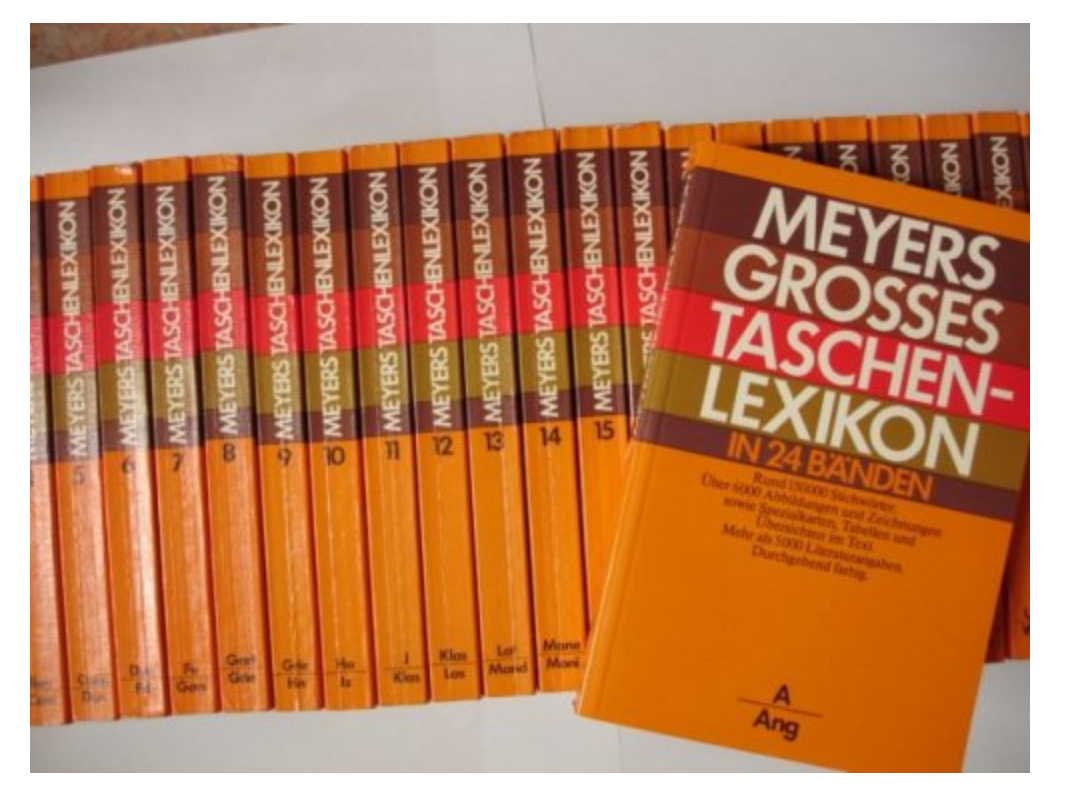 MEYERS TASCHENLEXIKON
5
MEYERS TASCHENLEXIKON
6
MEYERS TASCHENLEXIKON
7
MEYERS TASCHENLEXIKON
8
MEYERS TASCHENLEXIKON
9
MEYERS TASCHENLEXIKON
10
MEYERS TASCHENLEXIKON
11
J
Klas
MEYERS TASCHENLEXIKON
12
Klas
Las
MEYERS TASCHENLEXIKON
13
Lat
Mand
MEYERS TASCHENLEXIKON
14
MEYERS TASCHENLEXIKON
15
TASCHENLEXIKON
MEYERS
GROSSES
TASCHEN-
LEXIKON
IN 24 BÄNDEN
Rund 150000 Stichwörter.
Über 6000 Abbildungen und Zeichnungen
sowie Spezialkarten, Tabellen und
Übersichten im Text.
Mehr als 5000 Literaturangaben.
Durchgehend farbig.
A
Ang